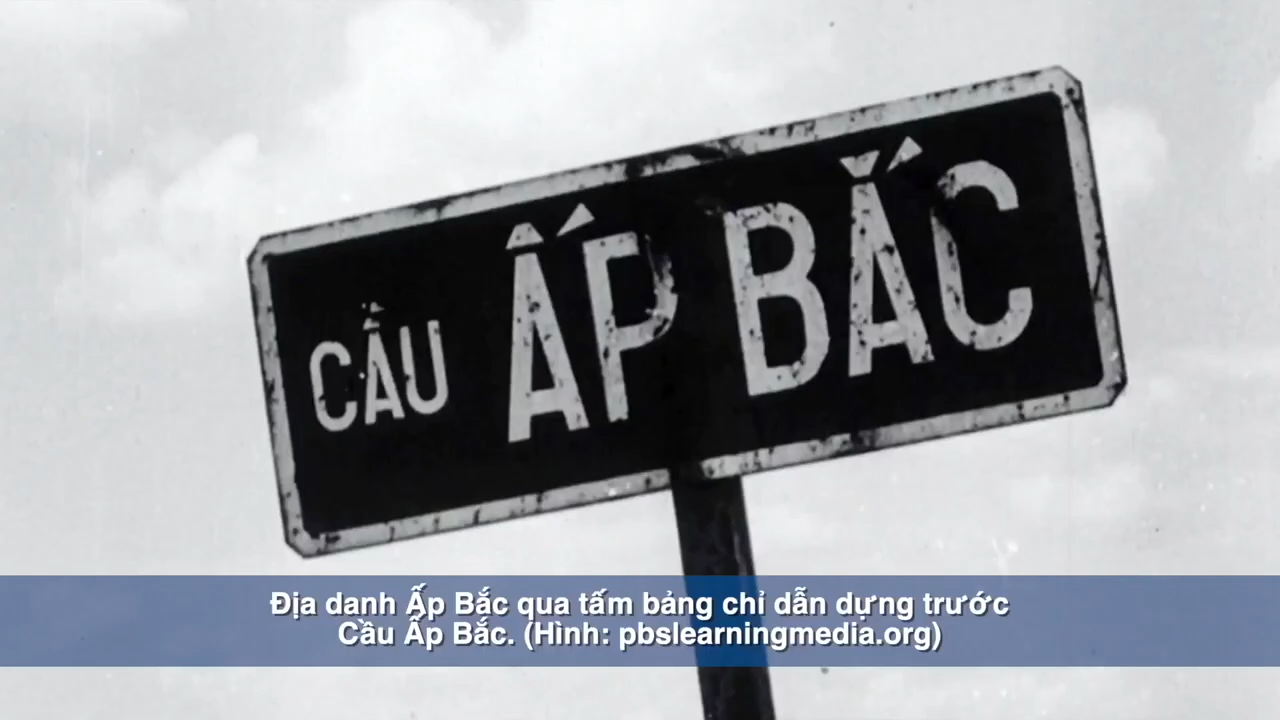 CẦU ẤP BẮC
Địa danh Ấp Bắc qua tấm bảng chỉ dẫn dựng trước
Cầu Ấp Bắc. (Hình: pbslearningmedia.org)